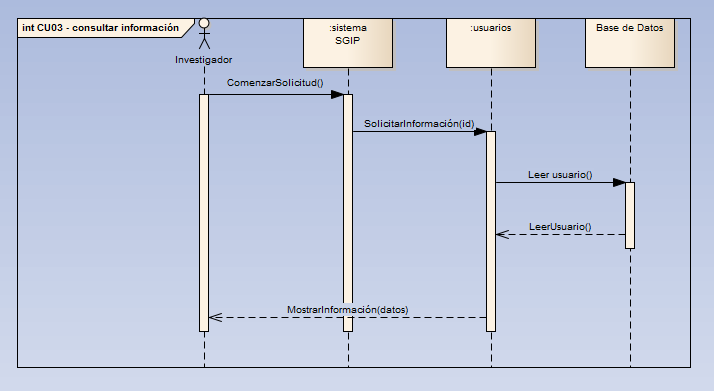 int CU03 - consultar información
Investigador
:sistema
SGIP
:usuarios
Base de Datos
ComenzarSolicitud()
SolicitarInformación(id)
Leer usuario()
LeerUsuario()
MostrarInformación(datos)